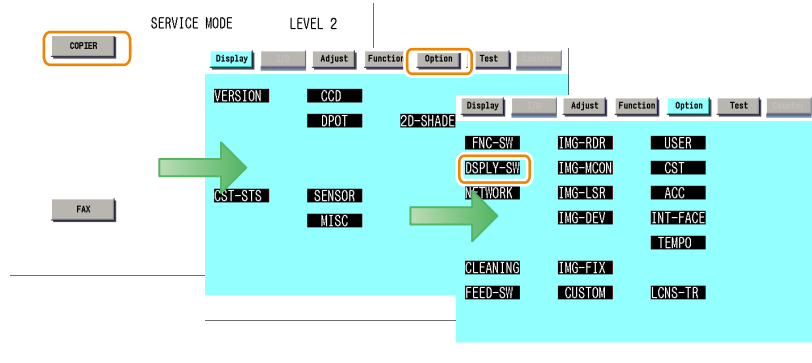 SERVICE MODE LEVEL 2
COPIER
FAX
Display I/O Adjust Function Option Test Counter
VERSION CCD
DPOT 2D-SHADE
CST-STS SENSOR
MISC
Display I/O Adjust Function Option Test Counter
FNC-SW IMG-RDR USER
DSPLY-SW IMG-MCON CST
NETWORK IMG-LSR ACC
IMG-DEV INT-FACE
TEMPO
CLEANING IMG-FIX
FEED-SW CUSTOM LCNS-TR